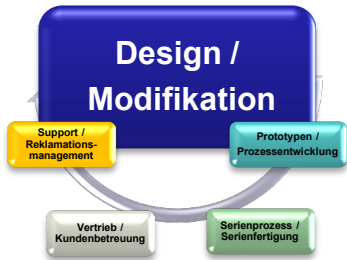 Design /
Modifikation
Support /
Reklamations-
management
Prototypen /
Prozessentwicklung
Vertrieb /
Kundenbetreuung
Serienprozess /
Serienfertigung